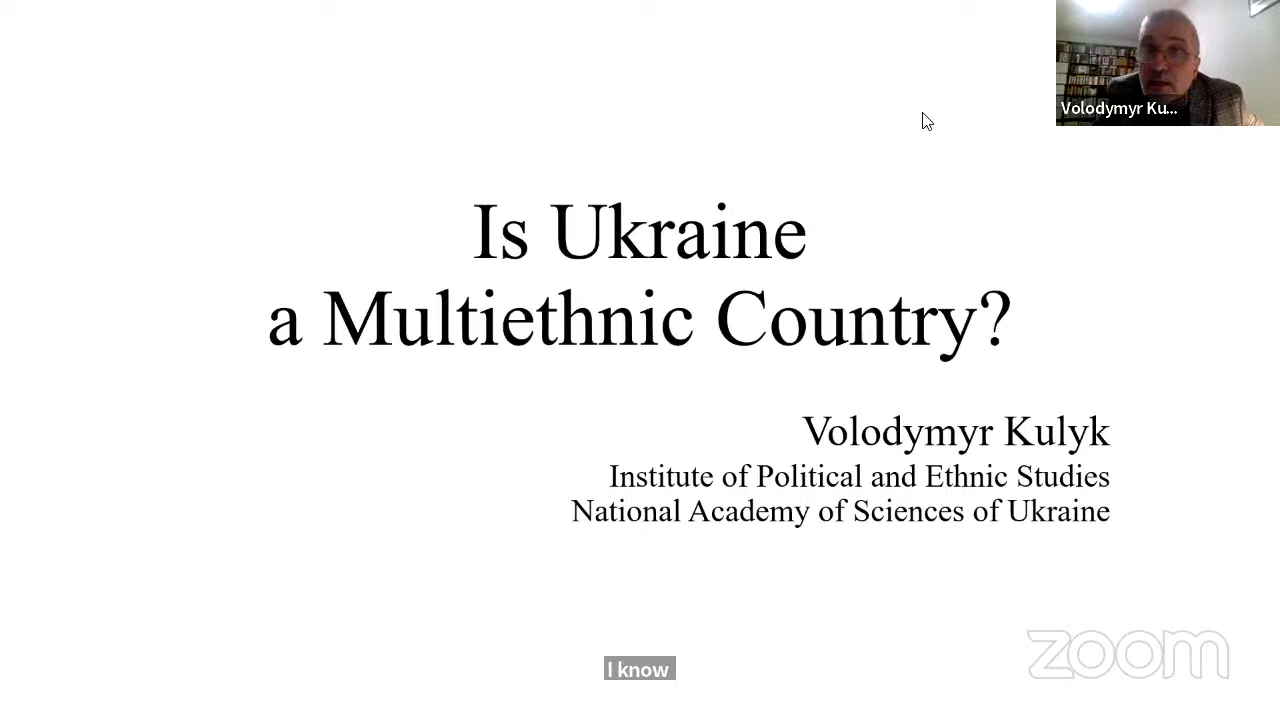 Volodymyr Ku...
Is Ukraine
a Multiethnic Country?
Volodymyr Kulyk
Institute of Political and Ethnic Studies
National Academy of Sciences of Ukraine
zoom
I know